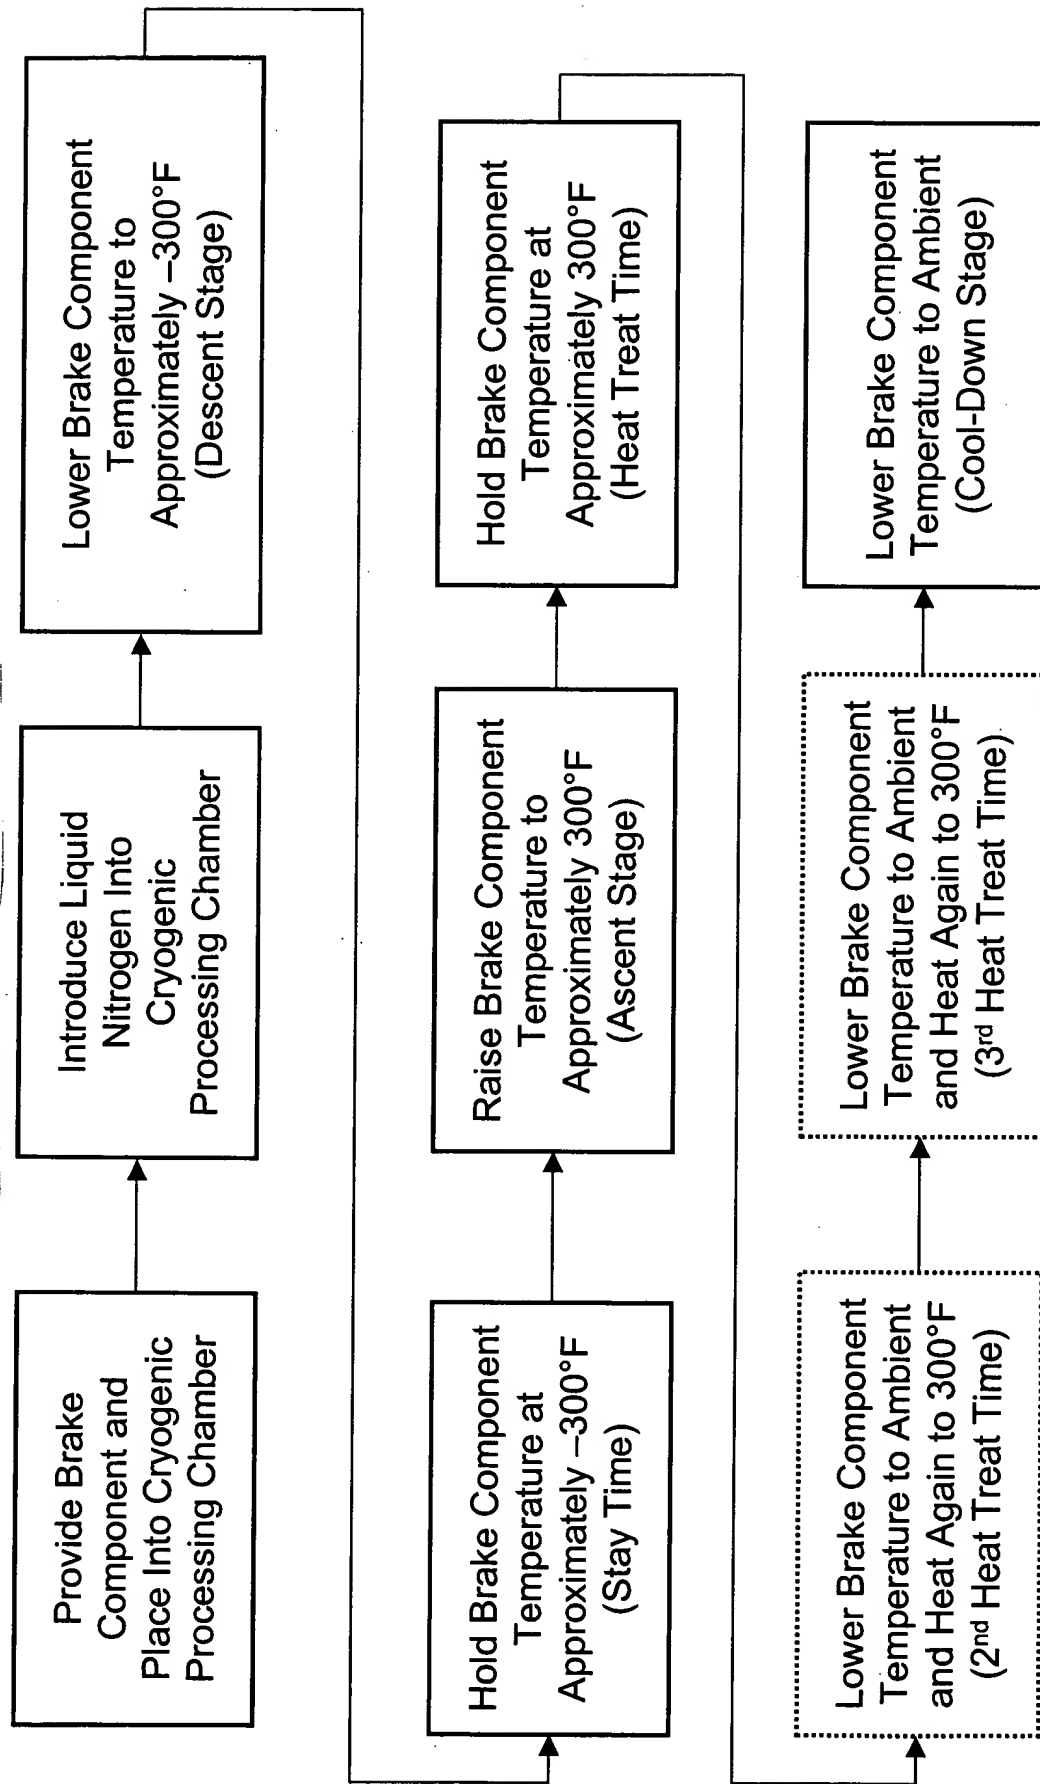 Provide Brake
Component and
Place Into Cryogenic
Processing Chamber
Introduce Liquid
Nitrogen Into
Cryogenic
Processing Chamber
Lower Brake Component
Temperature to
Approximately –300°F
(Descent Stage)
Hold Brake Component
Temperature at
Approximately –300°F
(Stay Time)
Raise Brake Component
Temperature to
Approximately 300°F
(Ascent Stage)
Hold Brake Component
Temperature at
Approximately 300°F
(Heat Treat Time)
Lower Brake Component
Temperature to Ambient
and Heat Again to 300°F
(2nd Heat Treat Time)
Lower Brake Component
Temperature to Ambient
and Heat Again to 300°F
(3rd Heat Treat Time)
Lower Brake Component
Temperature to Ambient
(Cool-Down Stage)